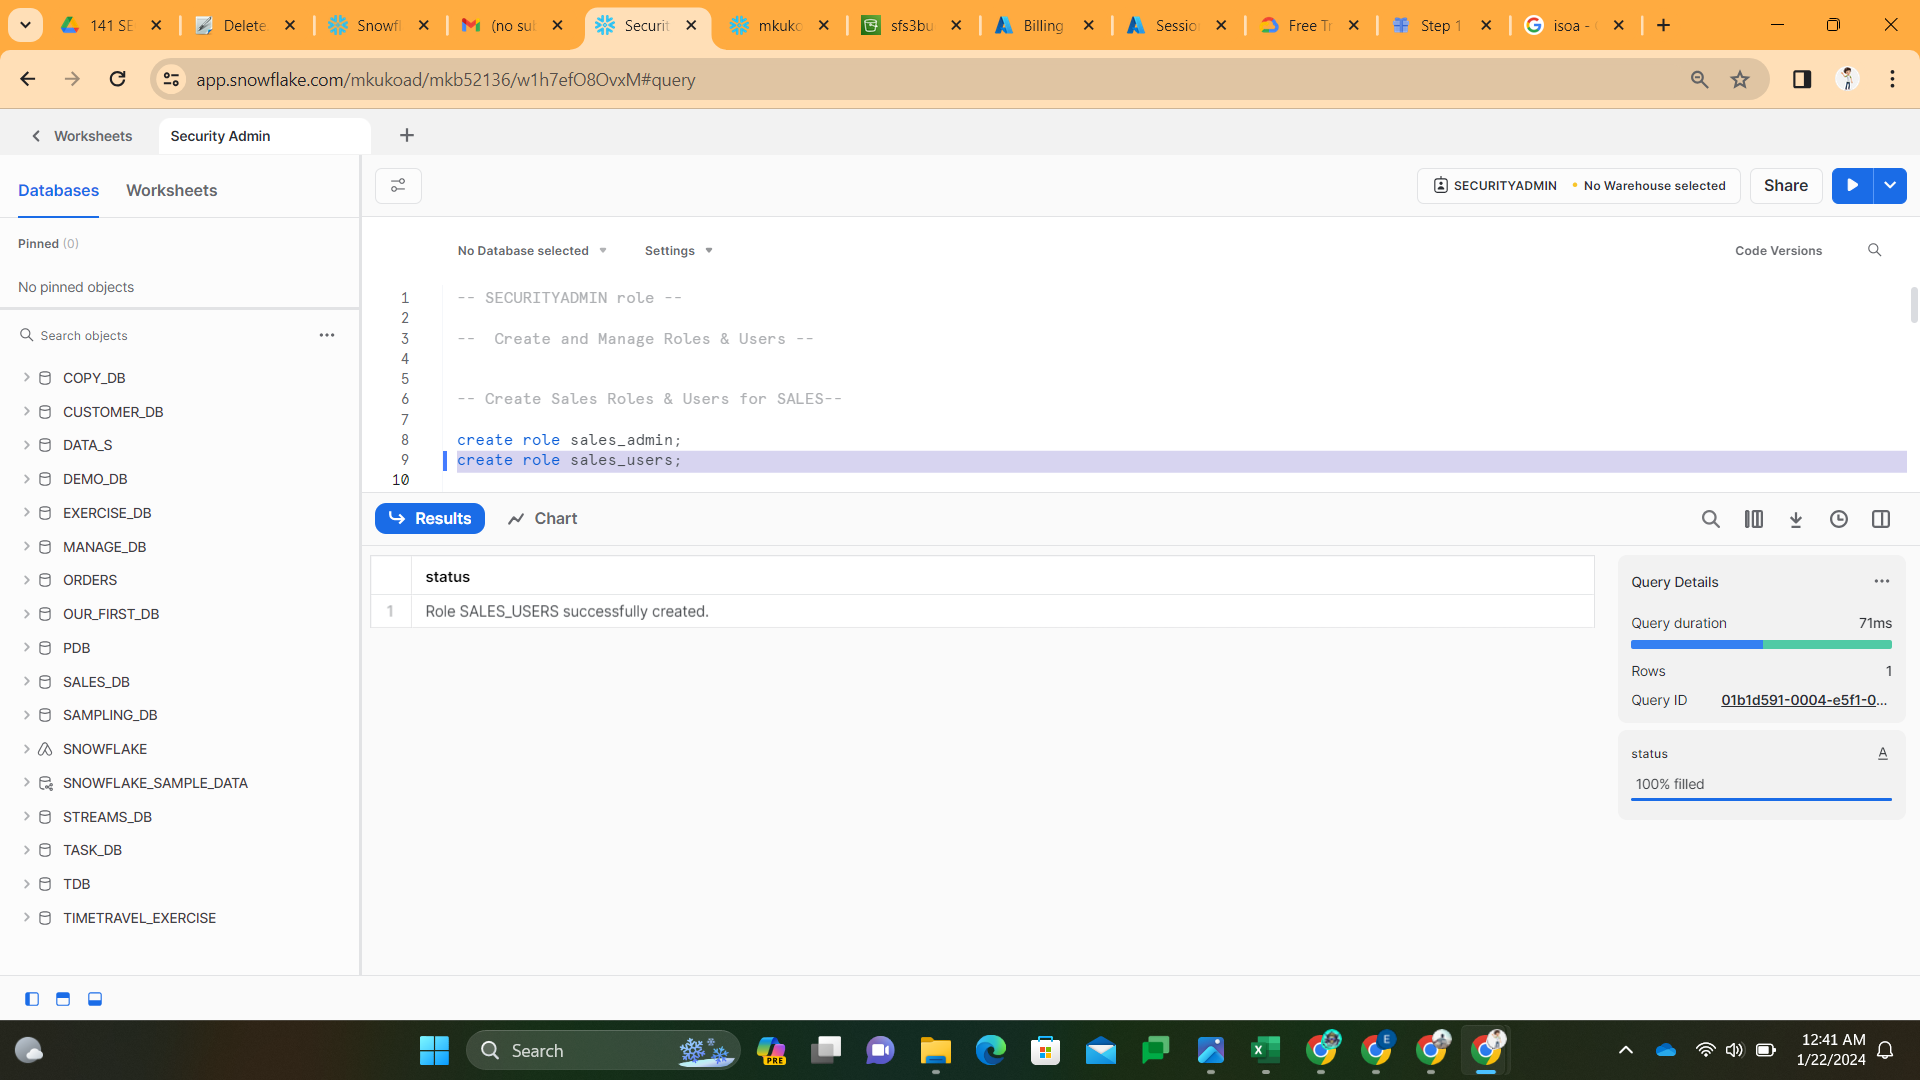 141 SE
Delete
Snowfl
(no sub
Securit
mkuko
sfs3bu
Billing
Sessio
Free Tr
Step 1
isoa -
app.snowflake.com/mkukoad/mkb52136/w1h7efO8OvxM#query
Worksheets
Security Admin
Databases
Worksheets
SECURITYADMIN
No Warehouse selected
Share
Pinned (0)
No pinned objects
No Database selected
Settings
Code Versions
Search objects
COPY_DB
CUSTOMER_DB
DATA_S
DEMO_DB
EXERCISE_DB
MANAGE_DB
ORDERS
OUR_FIRST_DB
PDB
SALES_DB
SAMPLING_DB
SNOWFLAKE
SNOWFLAKE_SAMPLE_DATA
STREAMS_DB
TASK_DB
TDB
TIMETRAVEL_EXERCISE
1 -- SECURITYADMIN role --
2
3 --  Create and Manage Roles & Users --
4
5
6 -- Create Sales Roles & Users for SALES--
7
8 create role sales_admin;
9 create role sales_users;
10
Results
Chart
status
1 Role SALES_USERS successfully created.
Query Details
Query duration 71ms
Rows 1
Query ID 01b1d591-0004-e5f1-0...
status A
100% filled
Search
PRE
E
12:41 AM
1/22/2024